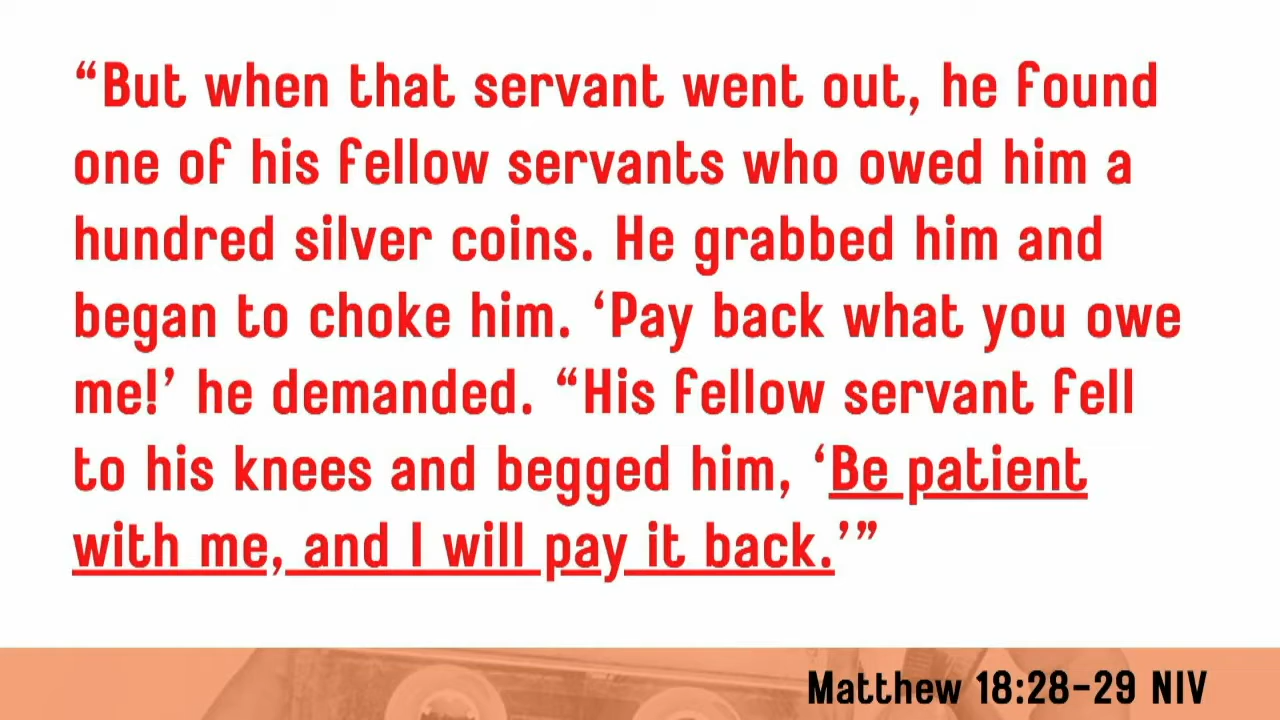 “But when that servant went out, he found
one of his fellow servants who owed him a
hundred silver coins. He grabbed him and
began to choke him. ‘Pay back what you owe
me!’ he demanded. “His fellow servant fell
to his knees and begged him, ‘Be patient
with me, and I will pay it back.’”
Matthew 18:28-29 NIV